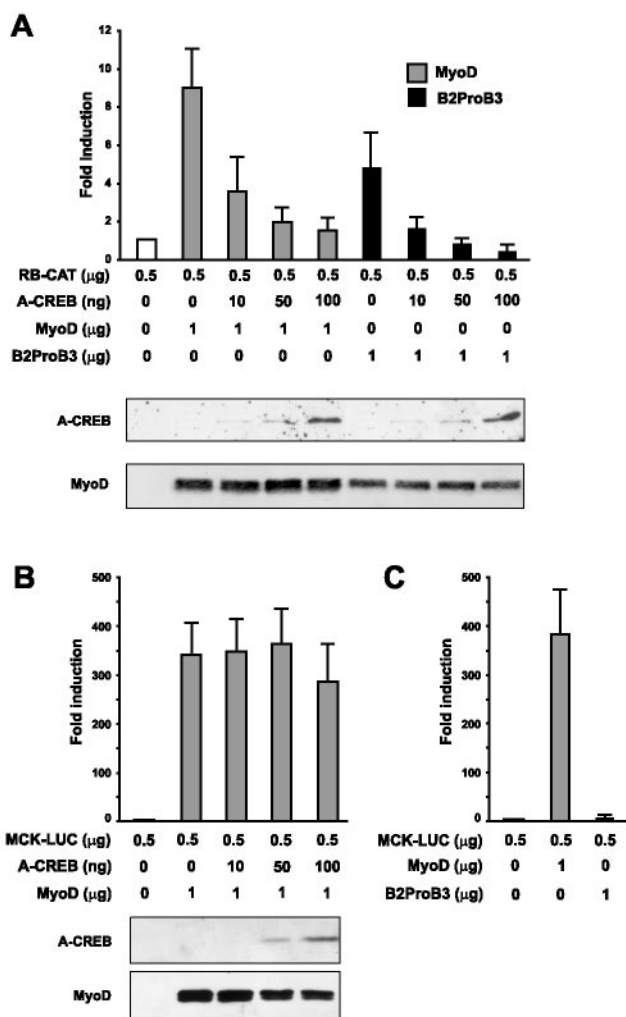 A
12
10
8
6
4
2
0
Fold Induction
MyoD
B2ProB3
RB-CAT (µg) 0.5 0.5 0.5 0.5 0.5 0.5 0.5 0.5 0.5
A-CREB (ng) 0 0 10 50 100 0 10 50 100
MyoD (µg) 0 1 1 1 1 0 0 0 0
B2ProB3 (µg) 0 0 0 0 0 1 1 1 1
A-CREB
MyoD
B
500
400
300
200
100
0
Fold induction
MCK-LUC (µg) 0.5 0.5 0.5 0.5 0.5
A-CREB (ng) 0 0 10 50 100
MyoD (µg) 0 1 1 1 1
A-CREB
MyoD
C
500
400
300
200
100
0
Fold induction
MCK-LUC (µg) 0.5 0.5 0.5
MyoD (µg) 0 1 0
B2ProB3 (µg) 0 0 1